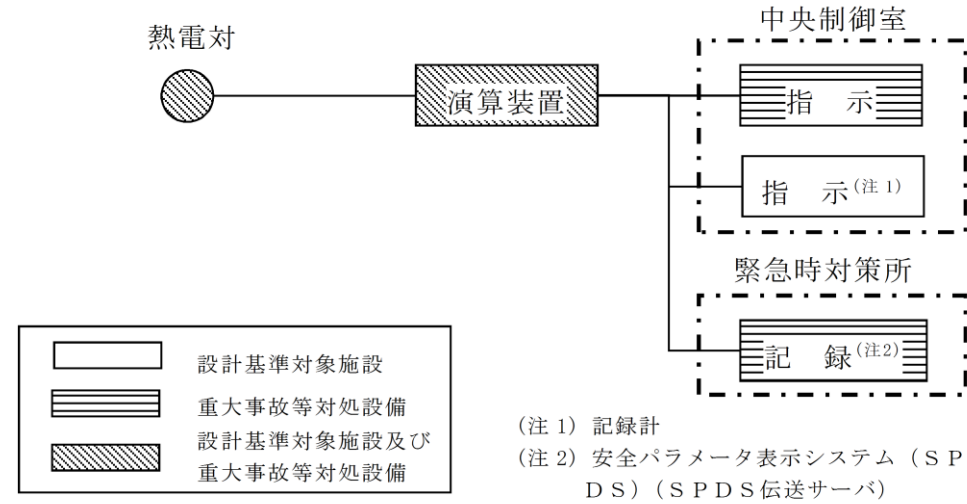 中央制御室
熱電対
演算装置
指　示
指　示(注1)
緊急時対策所
記　録(注2)
設計基準対象施設
重大事故等対処設備
設計基準対象施設及び
重大事故等対処設備
(注 1) 記録計
(注 2) 安全パラメータ表示システム（ＳＰ
ＤＳ）（ＳＰＤＳ伝送サーバ）